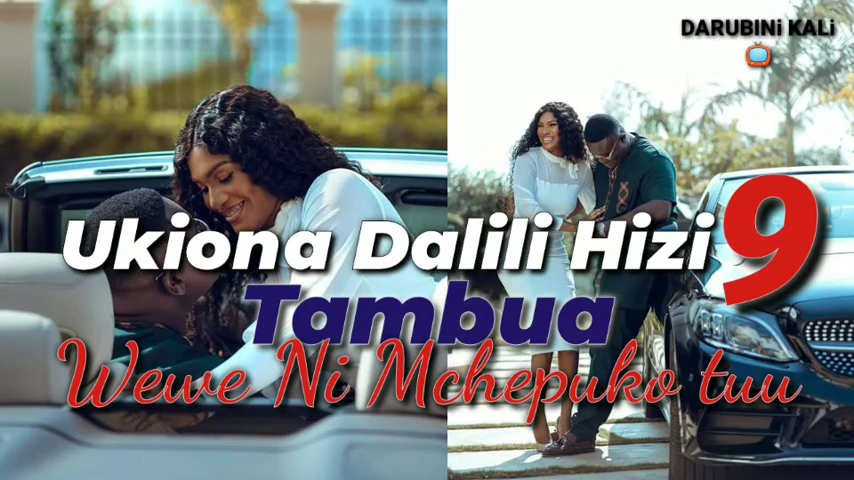 DARUBINi KALi
Ukiona Dalili Hizi 9
Tambua
Wewe Ni Mchepuko tuu